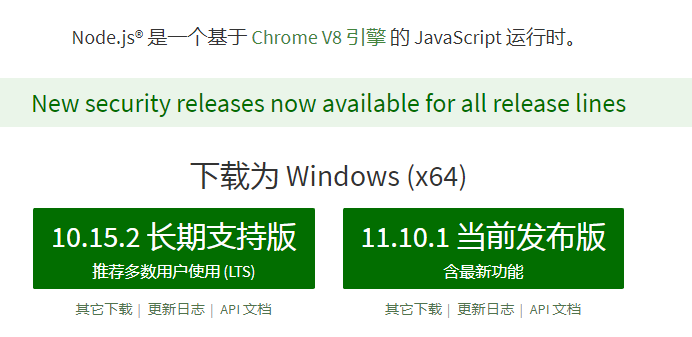 Node.js® 是一个基于 Chrome V8 引擎 的 JavaScript 运行时。
New security releases now available for all release lines
下载为 Windows (x64)
10.15.2 长期支持版
推荐多数用户使用 (LTS)
其它下载 | 更新日志 | API 文档
11.10.1 当前发布版
含最新功能
其它下载 | 更新日志 | API 文档